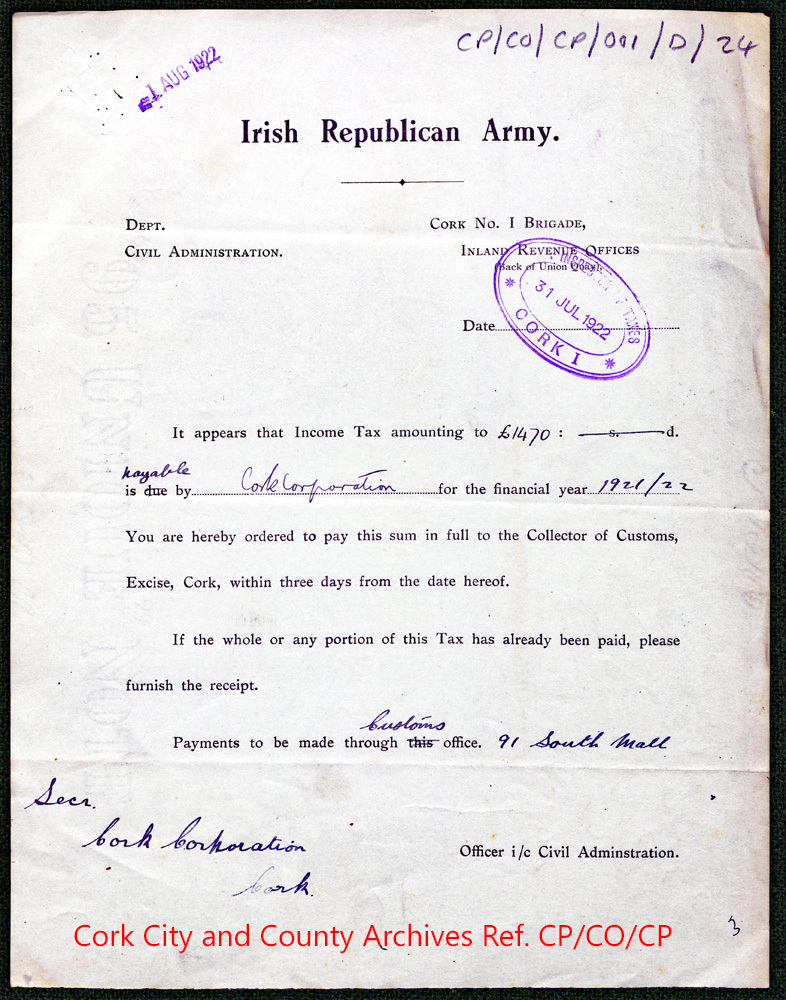 CP/CO/CP/001/D/24
1 AUG 1922
Irish Republican Army.
DEPT. CORK NO. I BRIGADE,
CIVIL ADMINISTRATION. INLAND REVENUE OFFICES
(Back of Union Quay)
INSPECTOR OF TAXES
31 JUL 1922
CORK I
Date
It appears that Income Tax amounting to £1470 : — s. — d.
payable
is due by Cork Corporation for the financial year 1921/22
You are hereby ordered to pay this sum in full to the Collector of Customs,
Excise, Cork, within three days from the date hereof.
If the whole or any portion of this Tax has already been paid, please
furnish the receipt.
Customs
Payments to be made through this office. 91 South Mall
Secr.
Cork Corporation
Cork.
Officer i/c Civil Adminstration.
3
Cork City and County Archives Ref. CP/CO/CP